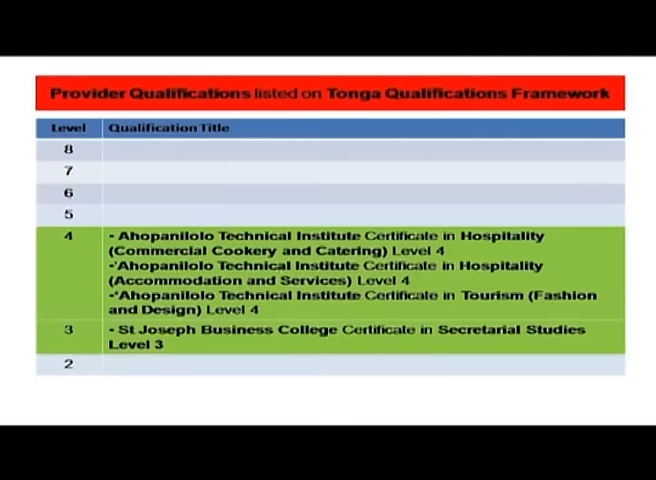 Provider Qualifications listed on Tonga Qualifications Framework
Level Qualification Title
8
7
6
5
4 - Ahopanilolo Technical Institute Certificate in Hospitality
(Commercial Cookery and Catering) Level 4
-'Ahopanilolo Technical Institute Certificate in Hospitality
(Accommodation and Services) Level 4
-'Ahopanilolo Technical Institute Certificate in Tourism (Fashion
and Design) Level 4
3 - St Joseph Business College Certificate in Secretarial Studies
Level 3
2